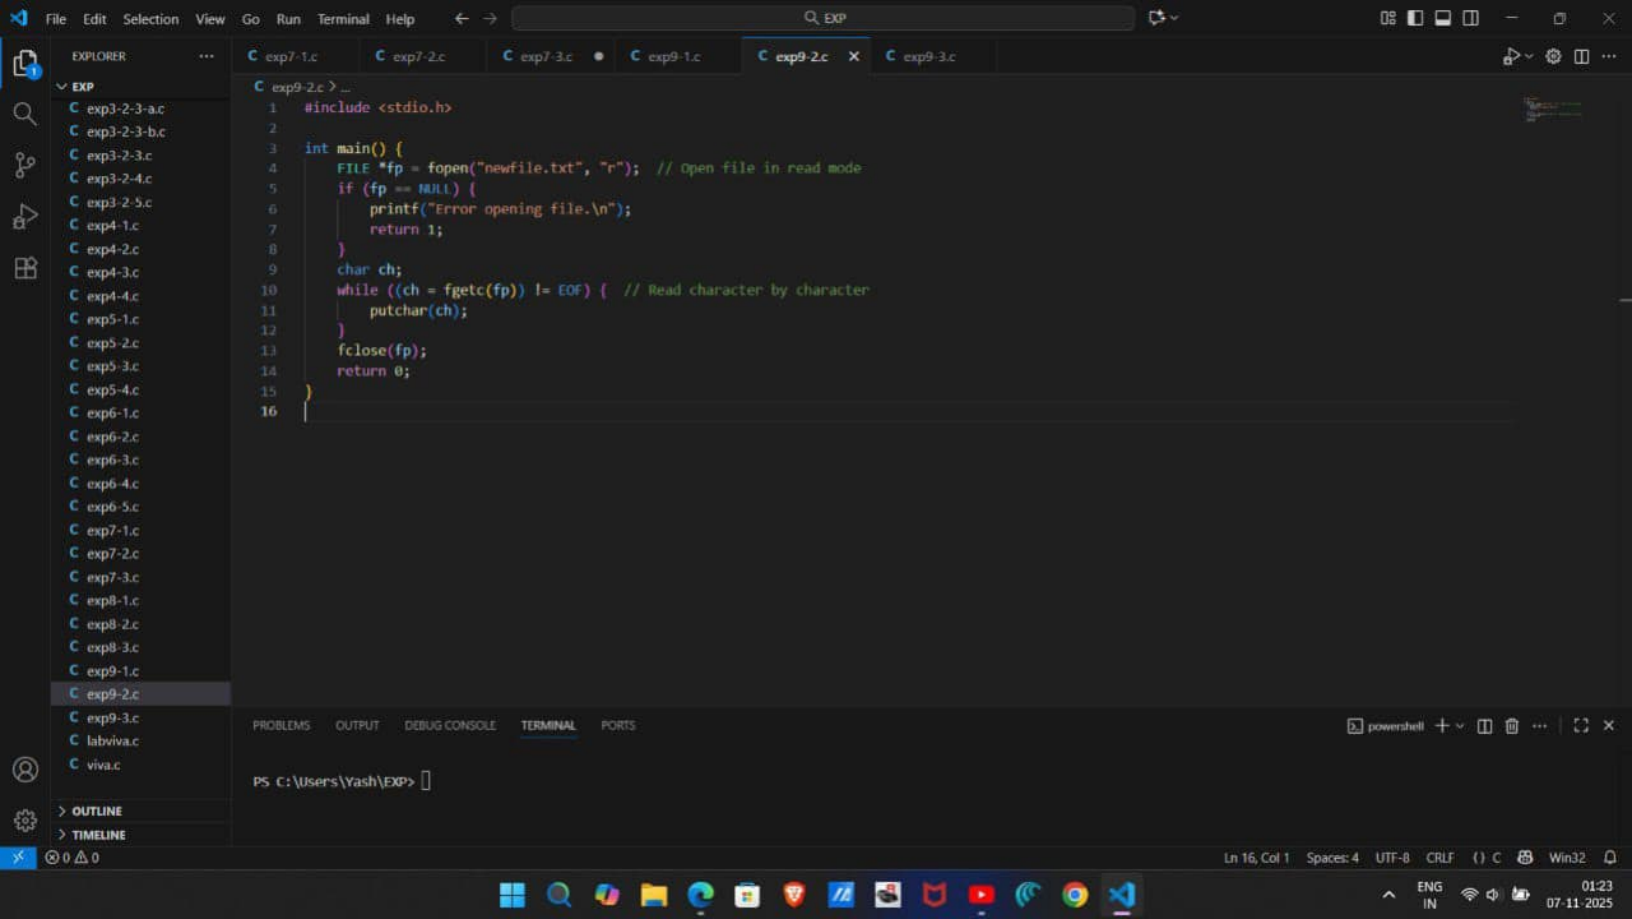 File Edit Selection View Go Run Terminal Help
EXP
EXPLORER
EXP
exp3-2-3-a.c
exp3-2-3-b.c
exp3-2-3.c
exp3-2-4.c
exp3-2-5.c
exp4-1.c
exp4-2.c
exp4-3.c
exp4-4.c
exp5-1.c
exp5-2.c
exp5-3.c
exp5-4.c
exp6-1.c
exp6-2.c
exp6-3.c
exp6-4.c
exp6-5.c
exp7-1.c
exp7-2.c
exp7-3.c
exp8-1.c
exp8-2.c
exp8-3.c
exp9-1.c
exp9-2.c
exp9-3.c
labviva.c
viva.c
OUTLINE
TIMELINE
C exp7-1.c C exp7-2.c C exp7-3.c C exp9-1.c C exp9-2.c C exp9-3.c
C exp9-2.c > ...
1 #include <stdio.h>
2
3 int main() {
4 FILE *fp = fopen("newfile.txt", "r"); // Open file in read mode
5 if (fp == NULL) {
6 printf("Error opening file.\n");
7 return 1;
8 }
9 char ch;
10 while ((ch = fgetc(fp)) != EOF) { // Read character by character
11 putchar(ch);
12 }
13 fclose(fp);
14 return 0;
15 }
16
PROBLEMS OUTPUT DEBUG CONSOLE TERMINAL PORTS
powershell
PS C:\Users\Yash\EXP>
0 0
Ln 16, Col 1 Spaces: 4 UTF-8 CRLF {} C Win32
ENG
IN
01:23
07-11-2025